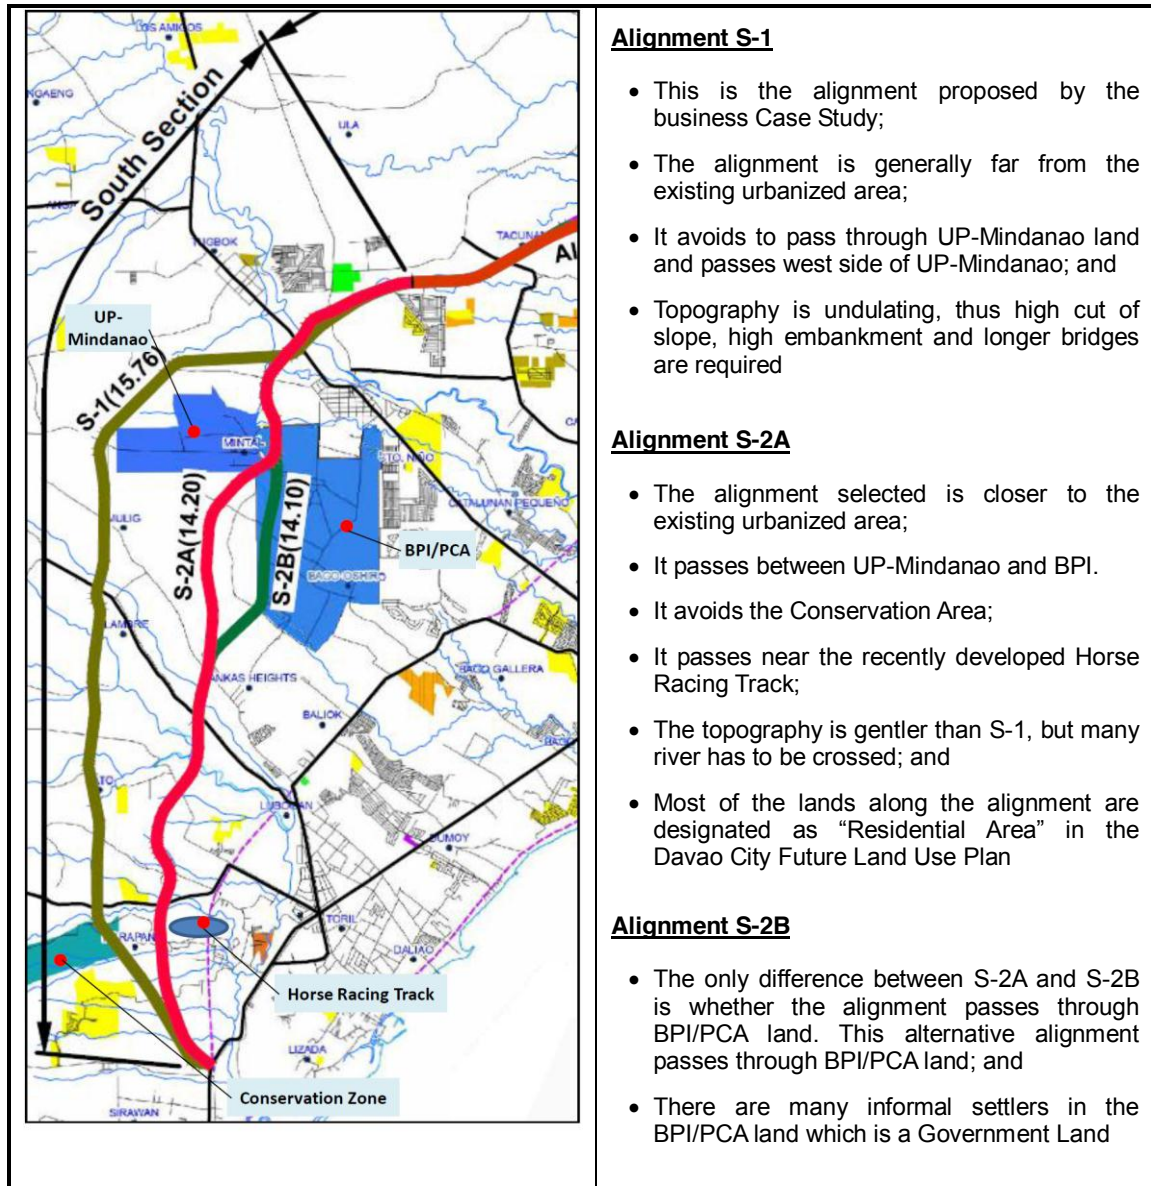 LOS AMIGOS
NGAENG
ULA
South Section
TUGBOK
TACUNAN
UP-
Mindanao
S-1(15.76)
MINTAL
STO. NIÑO
CATALUNAN PEQUEÑO
S-2A(14.20)
S-2B(14.10)
BPI/PCA
BAGO OSHIRO
BAGO GALLERA
ANKAS HEIGHTS
BALIOK
TORIL
DALIAO
Horse Racing Track
LIZADA
Conservation Zone
SIRAWAN
Alignment S-1
• This is the alignment proposed by the
business Case Study;
• The alignment is generally far from the
existing urbanized area;
• It avoids to pass through UP-Mindanao land
and passes west side of UP-Mindanao; and
• Topography is undulating, thus high cut of
slope, high embankment and longer bridges
are required
Alignment S-2A
• The alignment selected is closer to the
existing urbanized area;
• It passes between UP-Mindanao and BPI.
• It avoids the Conservation Area;
• It passes near the recently developed Horse
Racing Track;
• The topography is gentler than S-1, but many
river has to be crossed; and
• Most of the lands along the alignment are
designated as “Residential Area” in the
Davao City Future Land Use Plan
Alignment S-2B
• The only difference between S-2A and S-2B
is whether the alignment passes through
BPI/PCA land. This alternative alignment
passes through BPI/PCA land; and
• There are many informal settlers in the
BPI/PCA land which is a Government Land